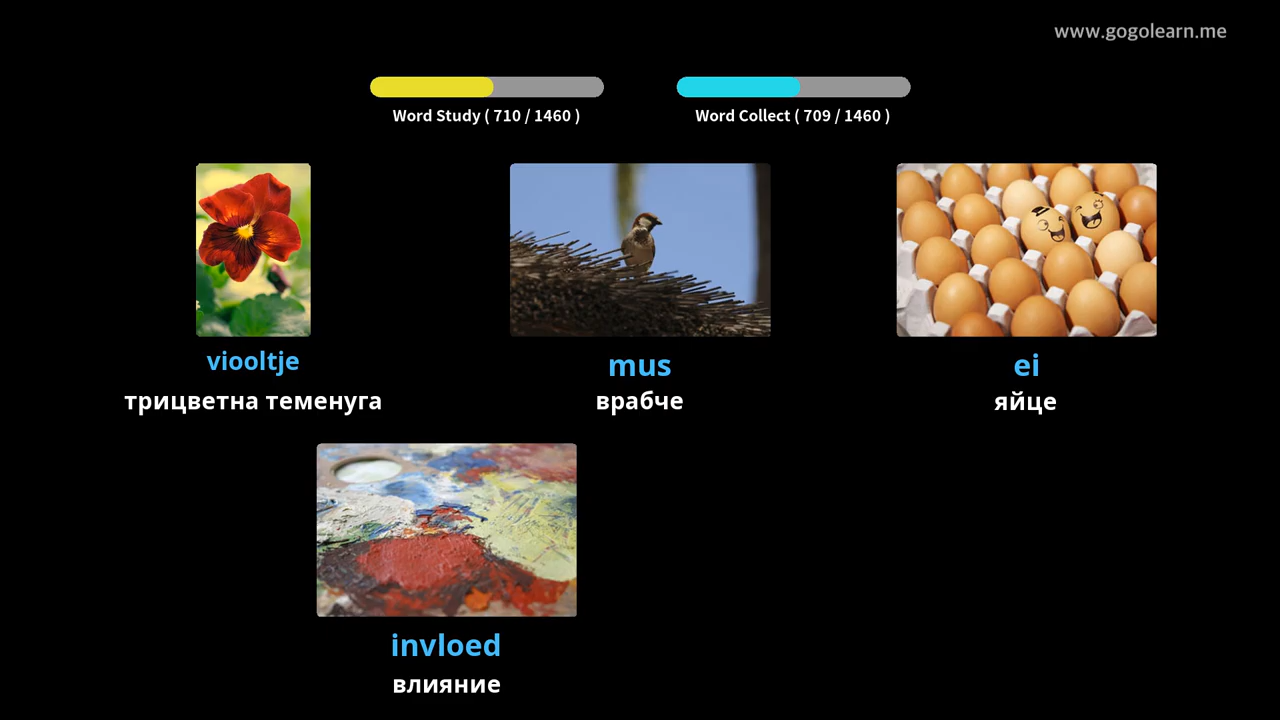 www.gogolearn.me
Word Study ( 710 / 1460 )
Word Collect ( 709 / 1460 )
viooltje
трицветна теменуга
mus
врабче
ei
яйце
invloed
влияние